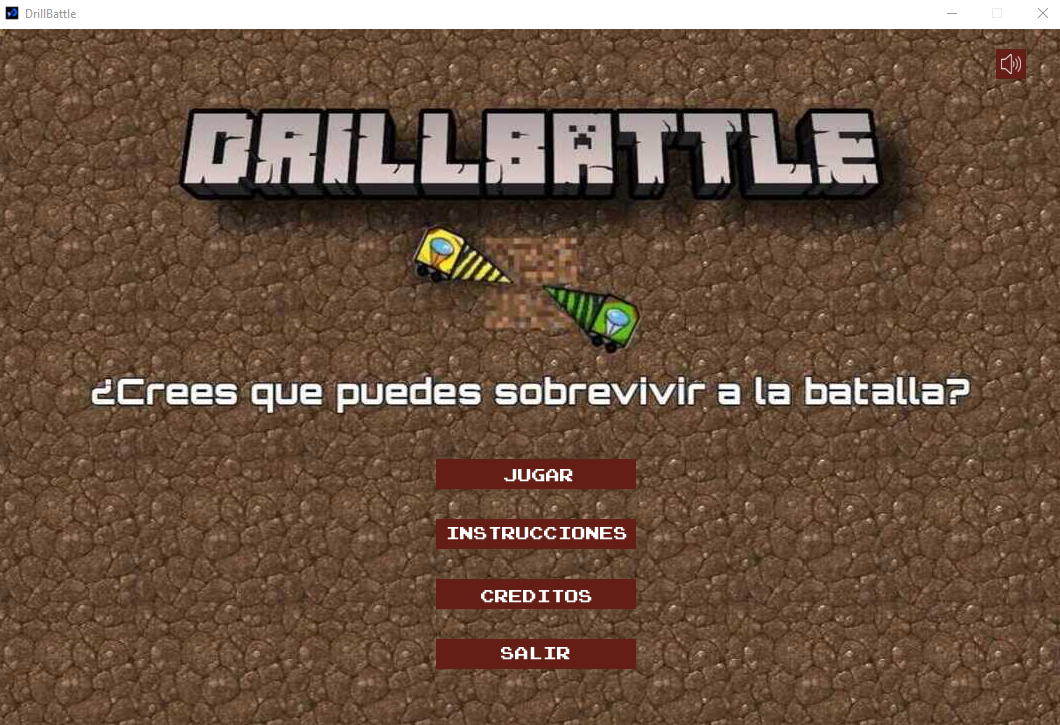 DrillBattle
DRILLBATTLE
¿Crees que puedes sobrevivir a la batalla?
JUGAR
INSTRUCCIONES
CREDITOS
SALIR